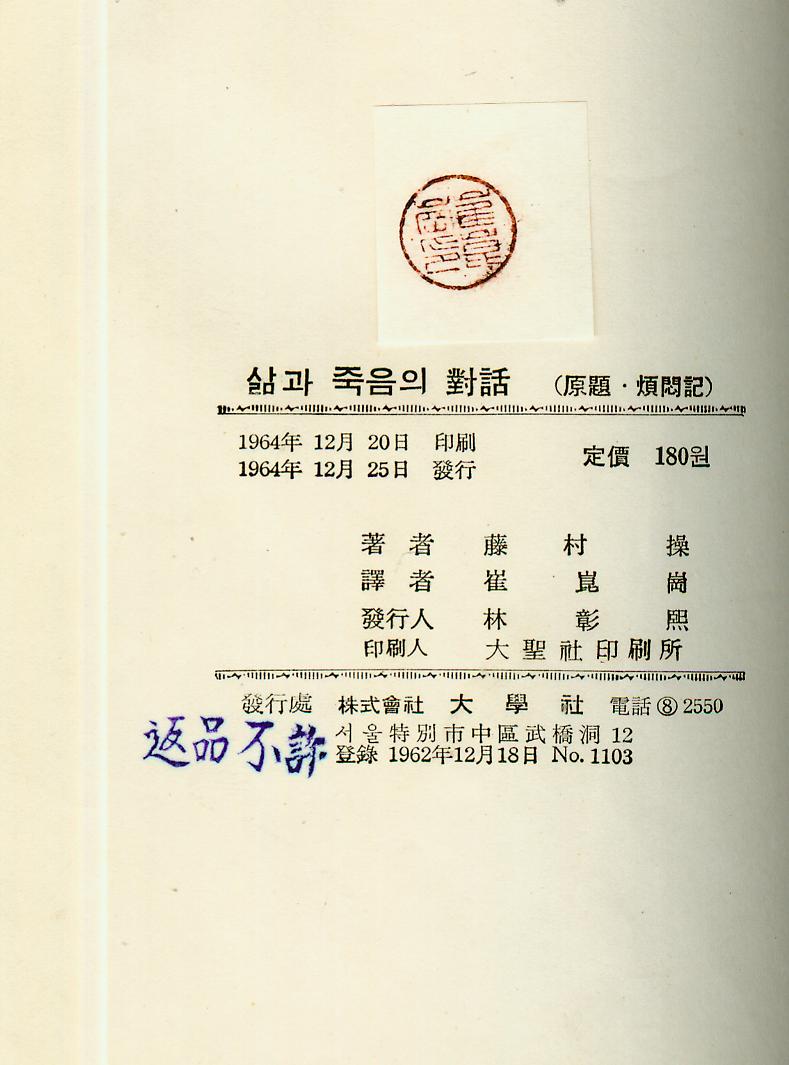 삶과 죽음의 對話 (原題·煩悶記)
1964年 12月 20日 印刷
1964年 12月 25日 發行
定價 180원
著者 藤村操
譯者 崔崑崗
發行人 林彰熙
印刷人 大聖社印刷所
發行處 株式會社 大學社 電話⑧2550
서울特別市中區武橋洞 12
登錄 1962年12月18日 No. 1103
返品不許